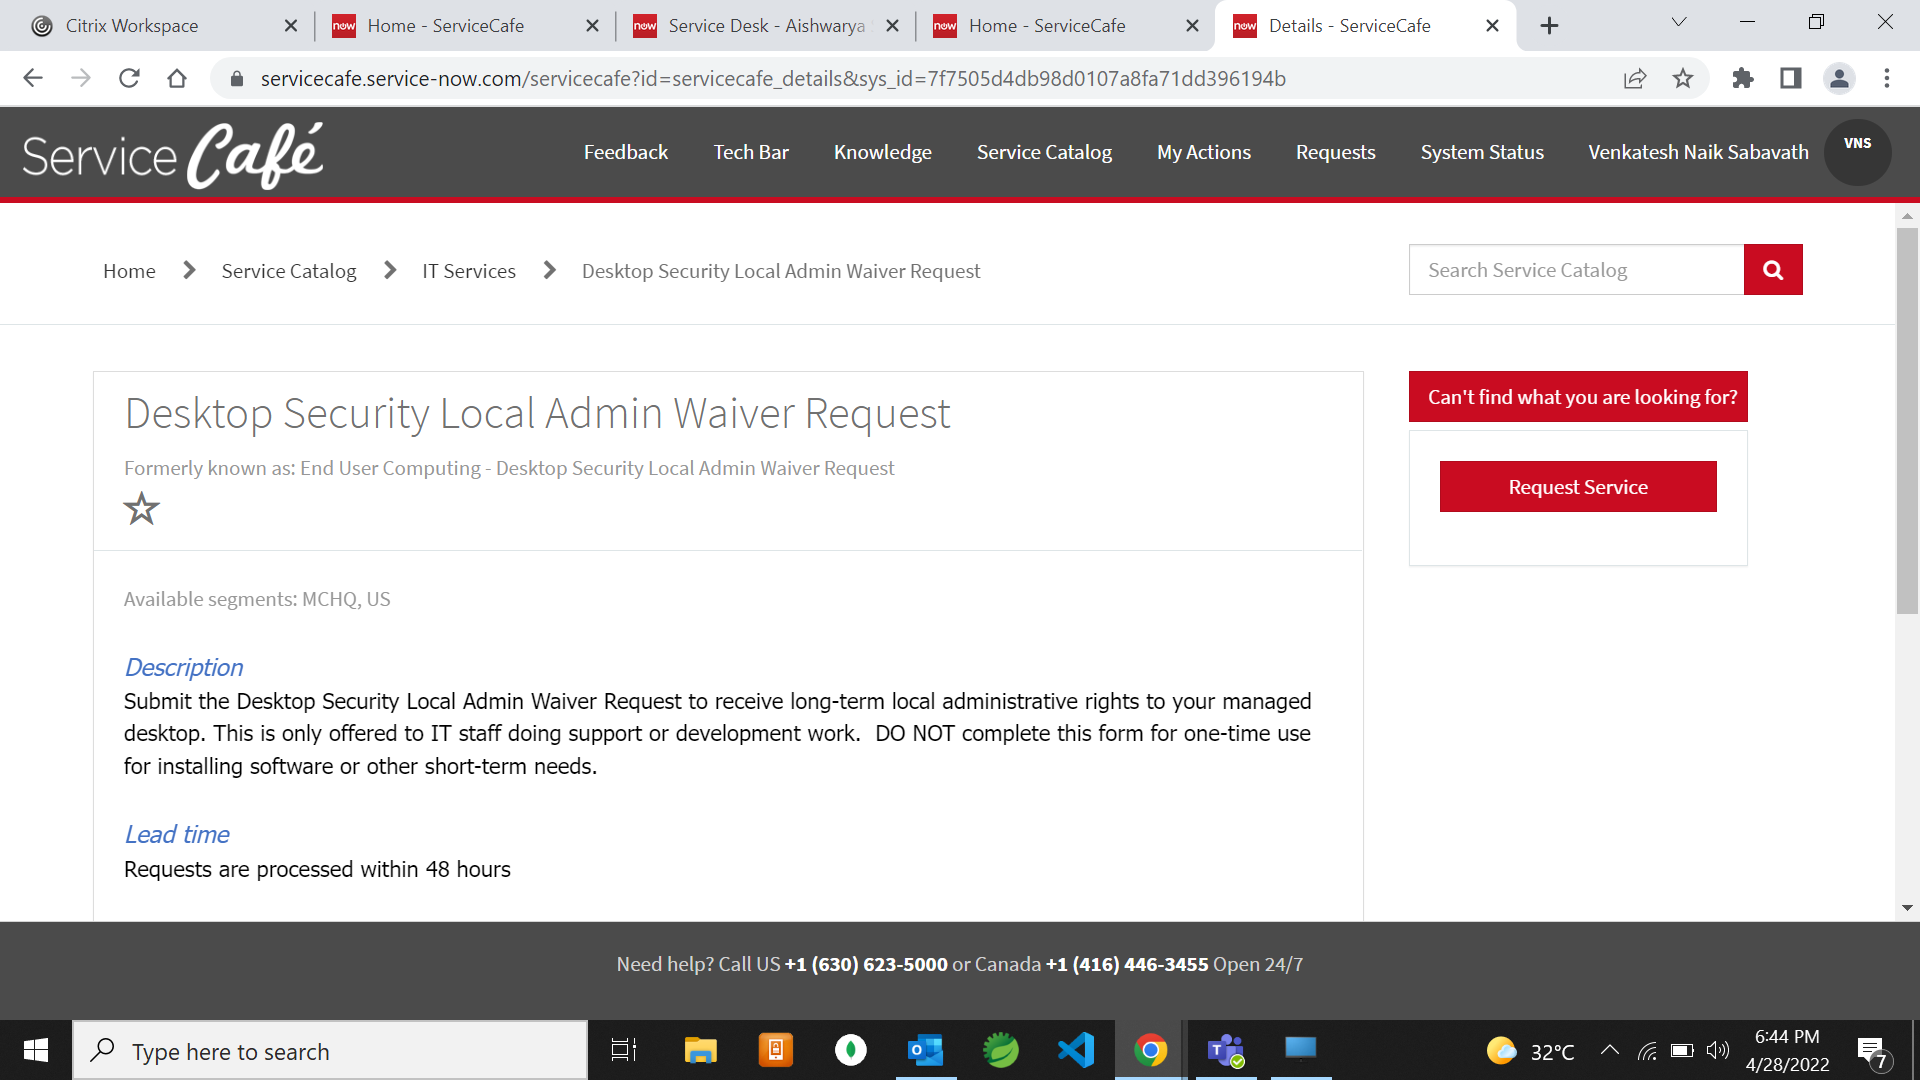 Citrix Workspace
now Home - ServiceCafe
now Service Desk - Aishwarya
now Home - ServiceCafe
now Details - ServiceCafe
servicecafe.service-now.com/servicecafe?id=servicecafe_details&sys_id=7f7505d4db98d0107a8fa71dd396194b
Service Café
Feedback Tech Bar Knowledge Service Catalog My Actions Requests System Status Venkatesh Naik Sabavath VNS
Home Service Catalog IT Services Desktop Security Local Admin Waiver Request
Search Service Catalog
Desktop Security Local Admin Waiver Request
Formerly known as: End User Computing - Desktop Security Local Admin Waiver Request
Can't find what you are looking for?
Request Service
Available segments: MCHQ, US
Description
Submit the Desktop Security Local Admin Waiver Request to receive long-term local administrative rights to your managed
desktop. This is only offered to IT staff doing support or development work.  DO NOT complete this form for one-time use
for installing software or other short-term needs.
Lead time
Requests are processed within 48 hours
Need help? Call US +1 (630) 623-5000 or Canada +1 (416) 446-3455 Open 24/7
Type here to search
32°C
6:44 PM
4/28/2022
7